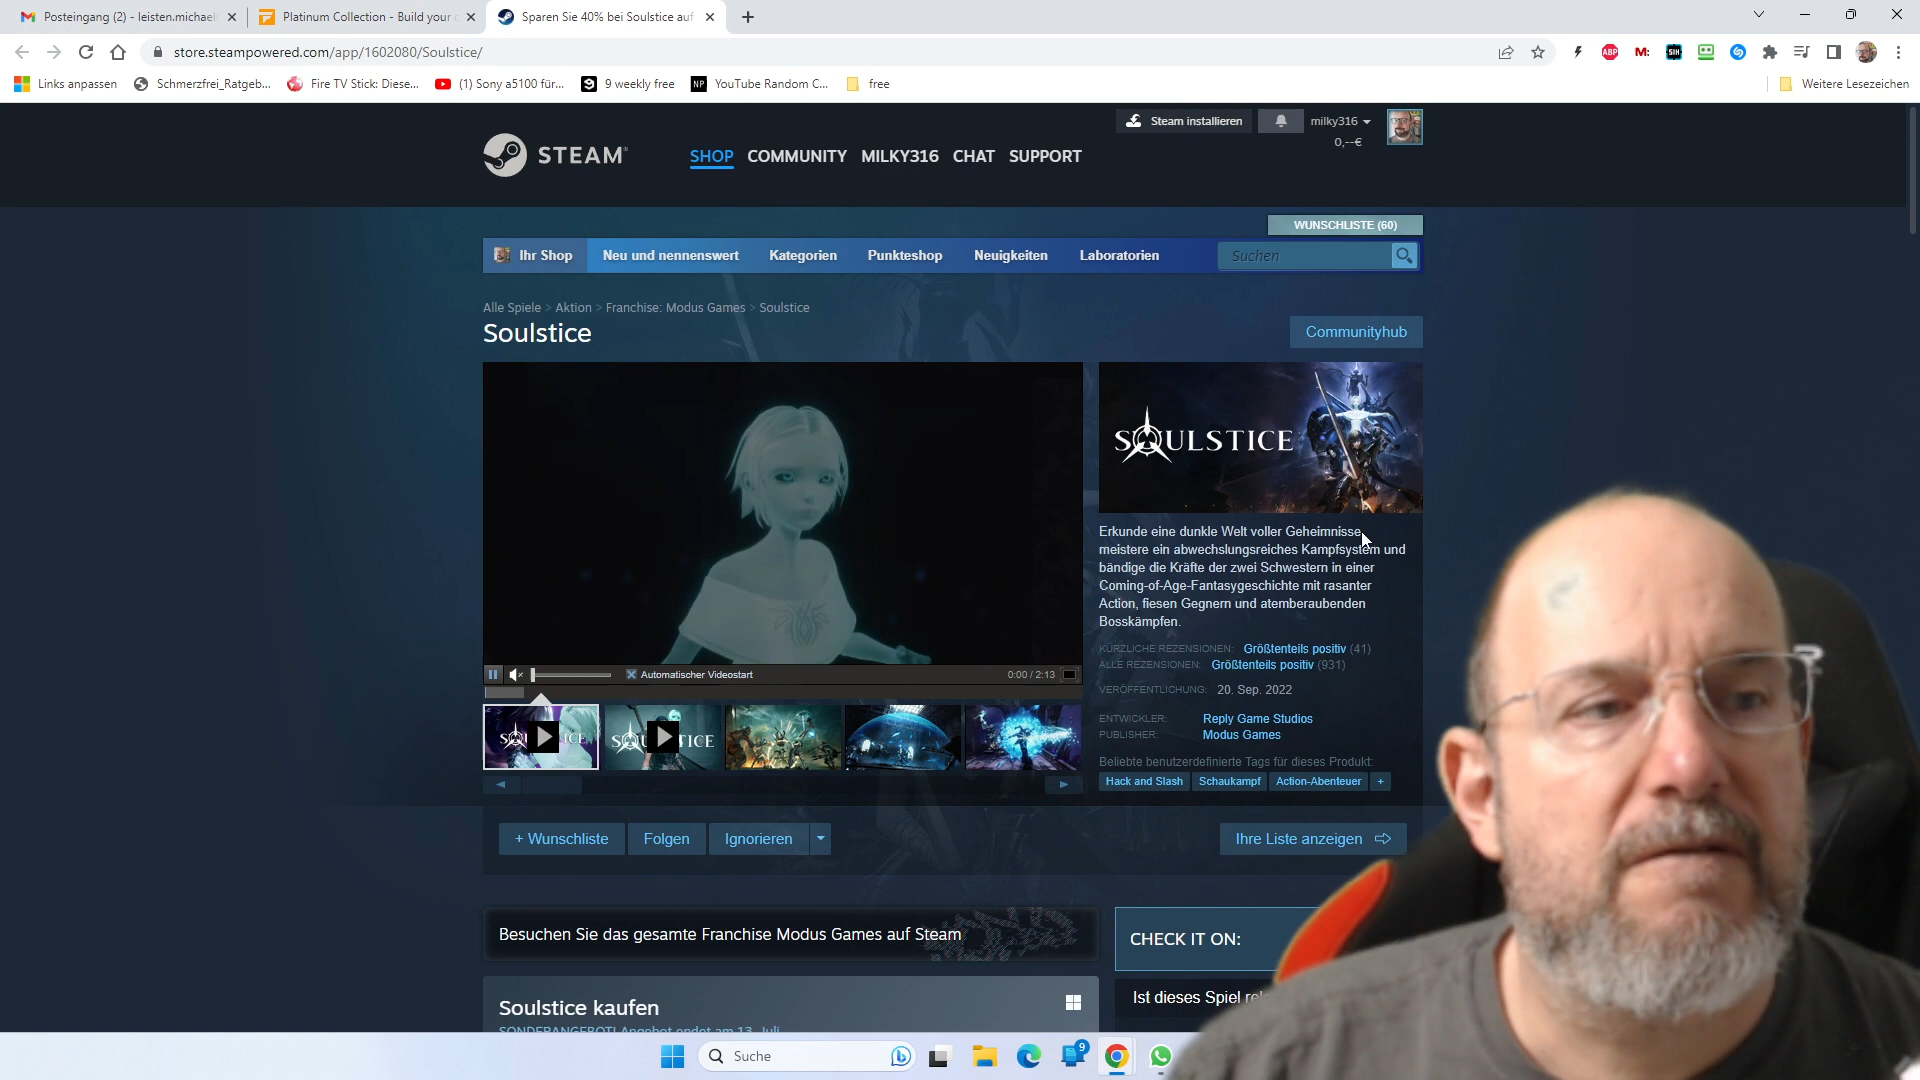 Posteingang (2) - leisten.michael
Platinum Collection - Build your
Sparen Sie 40% bei Soulstice auf
store.steampowered.com/app/1602080/Soulstice/
Links anpassen
Schmerzfrei_Ratgeb...
Fire TV Stick: Diese...
(1) Sony a5100 für...
9 weekly free
YouTube Random C...
free
Weitere Lesezeichen
STEAM
SHOP COMMUNITY MILKY316 CHAT SUPPORT
Steam installieren
milky316
0,--€
WUNSCHLISTE (60)
Ihr Shop
Neu und nennenswert
Kategorien
Punkteshop
Neuigkeiten
Laboratorien
Suchen
Alle Spiele > Aktion > Franchise: Modus Games > Soulstice
Soulstice
Communityhub
SOULSTICE
Erkunde eine dunkle Welt voller Geheimnisse,
meistere ein abwechslungsreiches Kampfsystem und
bändige die Kräfte der zwei Schwestern in einer
Coming-of-Age-Fantasygeschichte mit rasanter
Action, fiesen Gegnern und atemberaubenden
Bosskämpfen.
KÜRZLICHE REZENSIONEN: Größtenteils positiv (41)
ALLE REZENSIONEN: Größtenteils positiv (931)
VERÖFFENTLICHUNG: 20. Sep. 2022
ENTWICKLER: Reply Game Studios
PUBLISHER: Modus Games
Beliebte benutzerdefinierte Tags für dieses Produkt:
Hack and Slash
Schaukampf
Action-Abenteuer
+
Automatischer Videostart
0:00 / 2:13
+ Wunschliste
Folgen
Ignorieren
Ihre Liste anzeigen
Besuchen Sie das gesamte Franchise Modus Games auf Steam
CHECK IT ON:
Soulstice kaufen
SONDERANGEBOT! Angebot endet am 13. Juli
Ist dieses Spiel
Suche
9